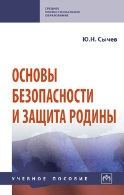 СРЕДНЕЕ
ПРОФЕССИОНАЛЬНОЕ
ОБРАЗОВАНИЕ
Ю.Н. Сычев
ОСНОВЫ
БЕЗОПАСНОСТИ
И ЗАЩИТА РОДИНЫ
УЧЕБНОЕ ПОСОБИЕ